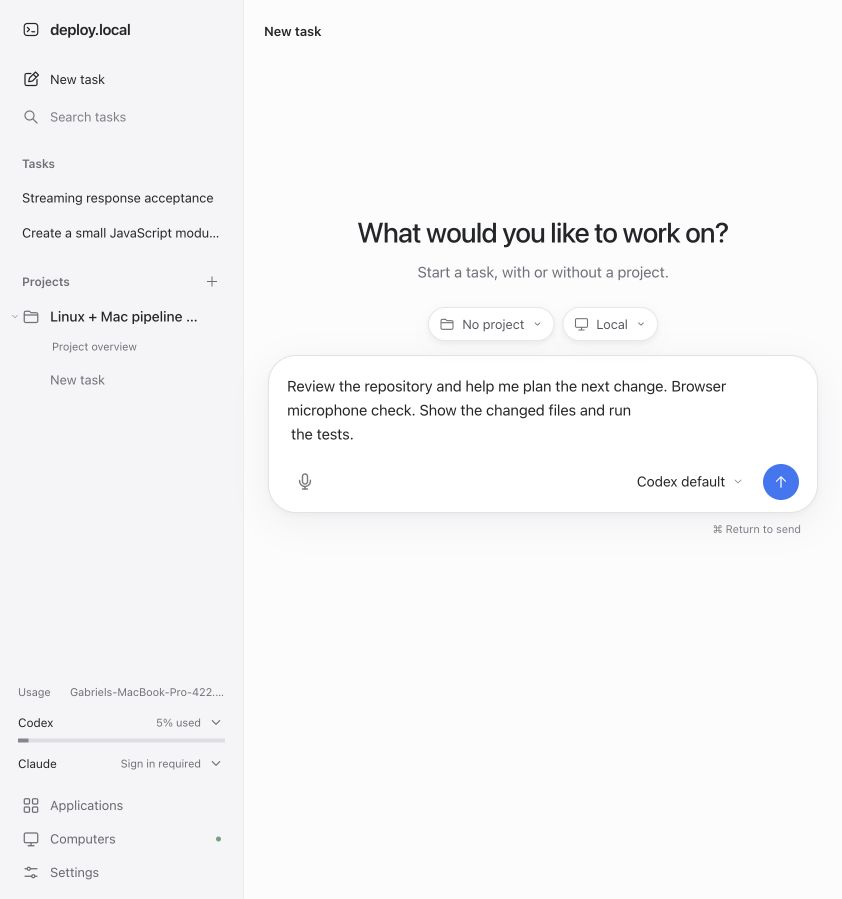 deploy.local
New task
Search tasks
Tasks
Streaming response acceptance
Create a small JavaScript modu...
Projects
Linux + Mac pipeline ...
Project overview
New task
Usage Gabriels-MacBook-Pro-422....
Codex 5% used
Claude Sign in required
Applications
Computers
Settings
New task
What would you like to work on?
Start a task, with or without a project.
No project Local
Review the repository and help me plan the next change. Browser
microphone check. Show the changed files and run
the tests.
Codex default
⌘ Return to send